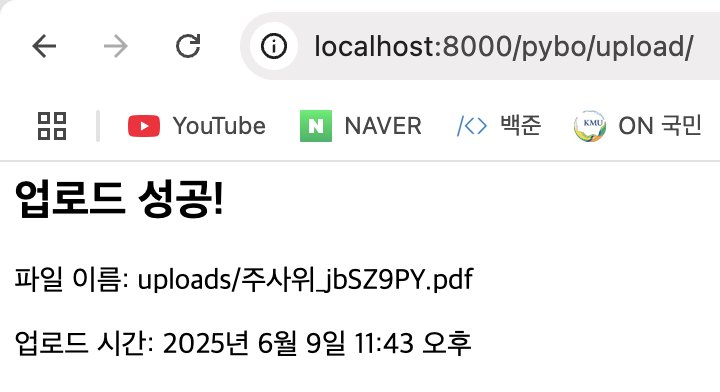 localhost:8000/pybo/upload/
YouTube N NAVER </> 백준 KMU ON 국민
업로드 성공!
파일 이름: uploads/주사위_jbSZ9PY.pdf
업로드 시간: 2025년 6월 9일 11:43 오후